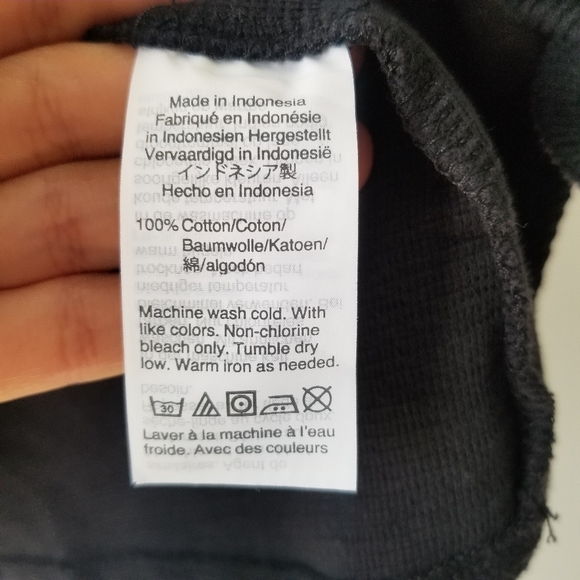 Made in Indonesia
Fabriqué en Indonésie
in Indonesien Hergestellt
Vervaardigd in Indonesië
インドネシア製
Hecho en Indonesia
100% Cotton/Coton/
Baumwolle/Katoen/
綿/algodón
Machine wash cold. With
like colors. Non-chlorine
bleach only. Tumble dry
low. Warm iron as needed.
30
Laver à la machine à l'eau
froide. Avec des couleurs